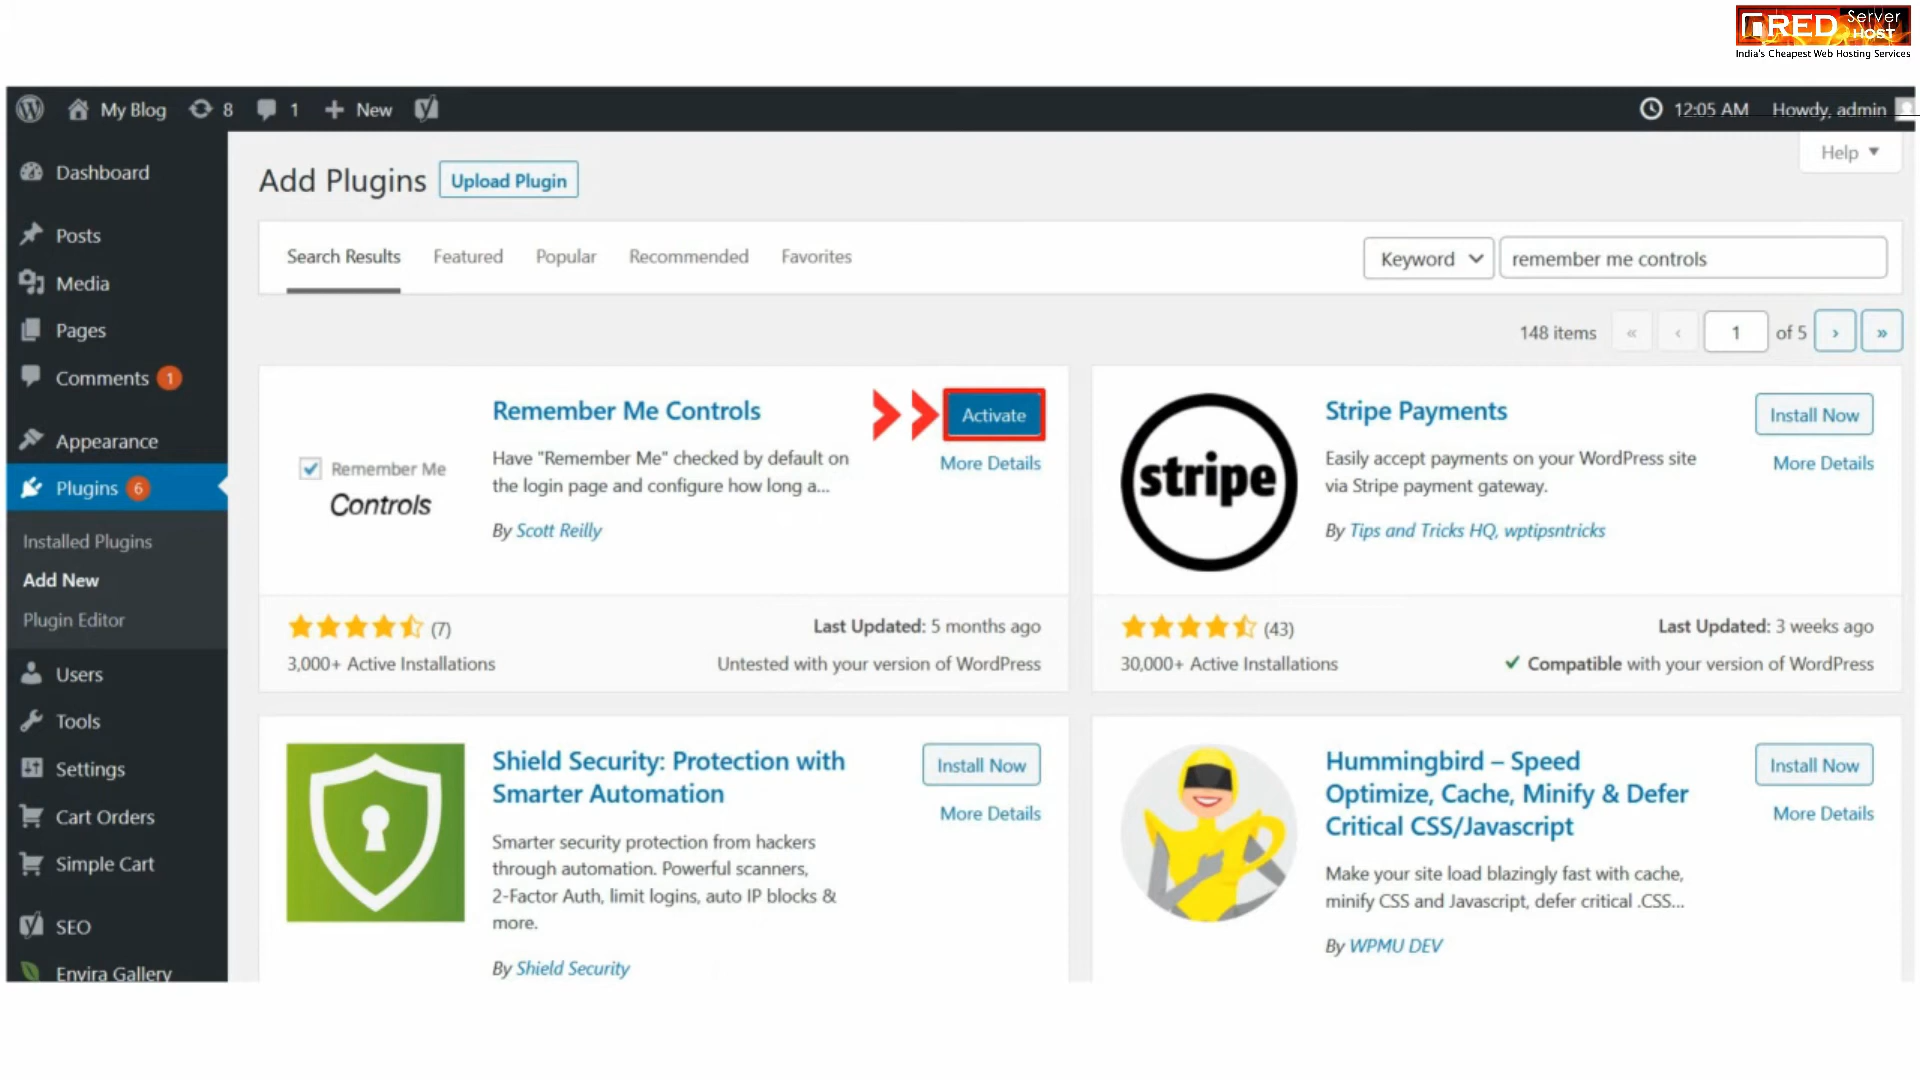 RED Server HOST
India's Cheapest Web Hosting Services
My Blog 8 1 New
12:05 AM Howdy, admin
Help
Dashboard
Posts
Media
Pages
Comments 1
Appearance
Plugins 6
Installed Plugins
Add New
Plugin Editor
Users
Tools
Settings
Cart Orders
Simple Cart
SEO
Envira Gallery
Add Plugins Upload Plugin
Search Results Featured Popular Recommended Favorites
Keyword remember me controls
148 items « ‹ 1 of 5 › »
Remember Me
Controls
Remember Me Controls
Activate
More Details
Have "Remember Me" checked by default on
the login page and configure how long a...
By Scott Reilly
(7)
Last Updated: 5 months ago
3,000+ Active Installations
Untested with your version of WordPress
stripe
Stripe Payments
Install Now
More Details
Easily accept payments on your WordPress site
via Stripe payment gateway.
By Tips and Tricks HQ, wptipsntricks
(43)
Last Updated: 3 weeks ago
30,000+ Active Installations
✓ Compatible with your version of WordPress
Shield Security: Protection with
Smarter Automation
Install Now
More Details
Smarter security protection from hackers
through automation. Powerful scanners,
2-Factor Auth, limit logins, auto IP blocks &
more.
By Shield Security
Hummingbird – Speed
Optimize, Cache, Minify & Defer
Critical CSS/Javascript
Install Now
More Details
Make your site load blazingly fast with cache,
minify CSS and Javascript, defer critical .CSS...
By WPMU DEV